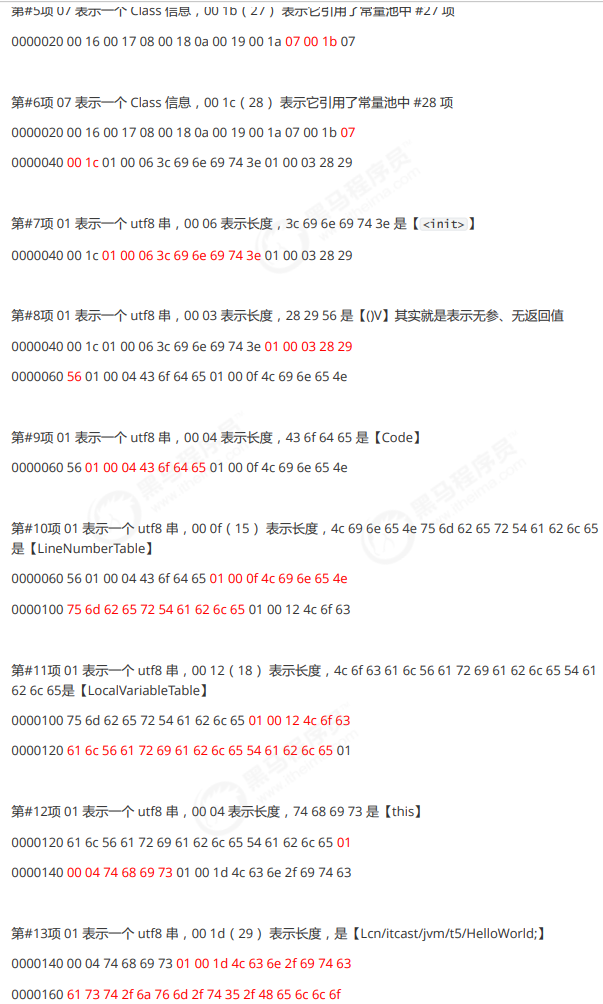 第#5项 07 表示一个 Class 信息，00 1b（27）表示它引用了常量池中 #27 项
0000020 00 16 00 17 08 00 18 0a 00 19 00 1a 07 00 1b 07
第#6项 07 表示一个 Class 信息，00 1c（28） 表示它引用了常量池中 #28 项
0000020 00 16 00 17 08 00 18 0a 00 19 00 1a 07 00 1b 07
0000040 00 1c 01 00 06 3c 69 6e 69 74 3e 01 00 03 28 29
第#7项 01 表示一个 utf8 串，00 06 表示长度，3c 69 6e 69 74 3e 是【 <init> 】
0000040 00 1c 01 00 06 3c 69 6e 69 74 3e 01 00 03 28 29
第#8项 01 表示一个 utf8 串，00 03 表示长度，28 29 56 是【()V】其实就是表示无参、无返回值
0000040 00 1c 01 00 06 3c 69 6e 69 74 3e 01 00 03 28 29
0000060 56 01 00 04 43 6f 64 65 01 00 0f 4c 69 6e 65 4e
第#9项 01 表示一个 utf8 串，00 04 表示长度，43 6f 64 65 是【Code】
0000060 56 01 00 04 43 6f 64 65 01 00 0f 4c 69 6e 65 4e
第#10项 01 表示一个 utf8 串，00 0f（15） 表示长度，4c 69 6e 65 4e 75 6d 62 65 72 54 61 62 6c 65
是【LineNumberTable】
0000060 56 01 00 04 43 6f 64 65 01 00 0f 4c 69 6e 65 4e
0000100 75 6d 62 65 72 54 61 62 6c 65 01 00 12 4c 6f 63
第#11项 01 表示一个 utf8 串，00 12（18） 表示长度，4c 6f 63 61 6c 56 61 72 69 61 62 6c 65 54 61
62 6c 65是【LocalVariableTable】
0000100 75 6d 62 65 72 54 61 62 6c 65 01 00 12 4c 6f 63
0000120 61 6c 56 61 72 69 61 62 6c 65 54 61 62 6c 65 01
第#12项 01 表示一个 utf8 串，00 04 表示长度，74 68 69 73 是【this】
0000120 61 6c 56 61 72 69 61 62 6c 65 54 61 62 6c 65 01
0000140 00 04 74 68 69 73 01 00 1d 4c 63 6e 2f 69 74 63
第#13项 01 表示一个 utf8 串，00 1d（29） 表示长度，是【Lcn/itcast/jvm/t5/HelloWorld;】
0000140 00 04 74 68 69 73 01 00 1d 4c 63 6e 2f 69 74 63
0000160 61 73 74 2f 6a 76 6d 2f 74 35 2f 48 65 6c 6c 6f
黑马程序员
黑马程序员
黑马程序员
黑马程序员